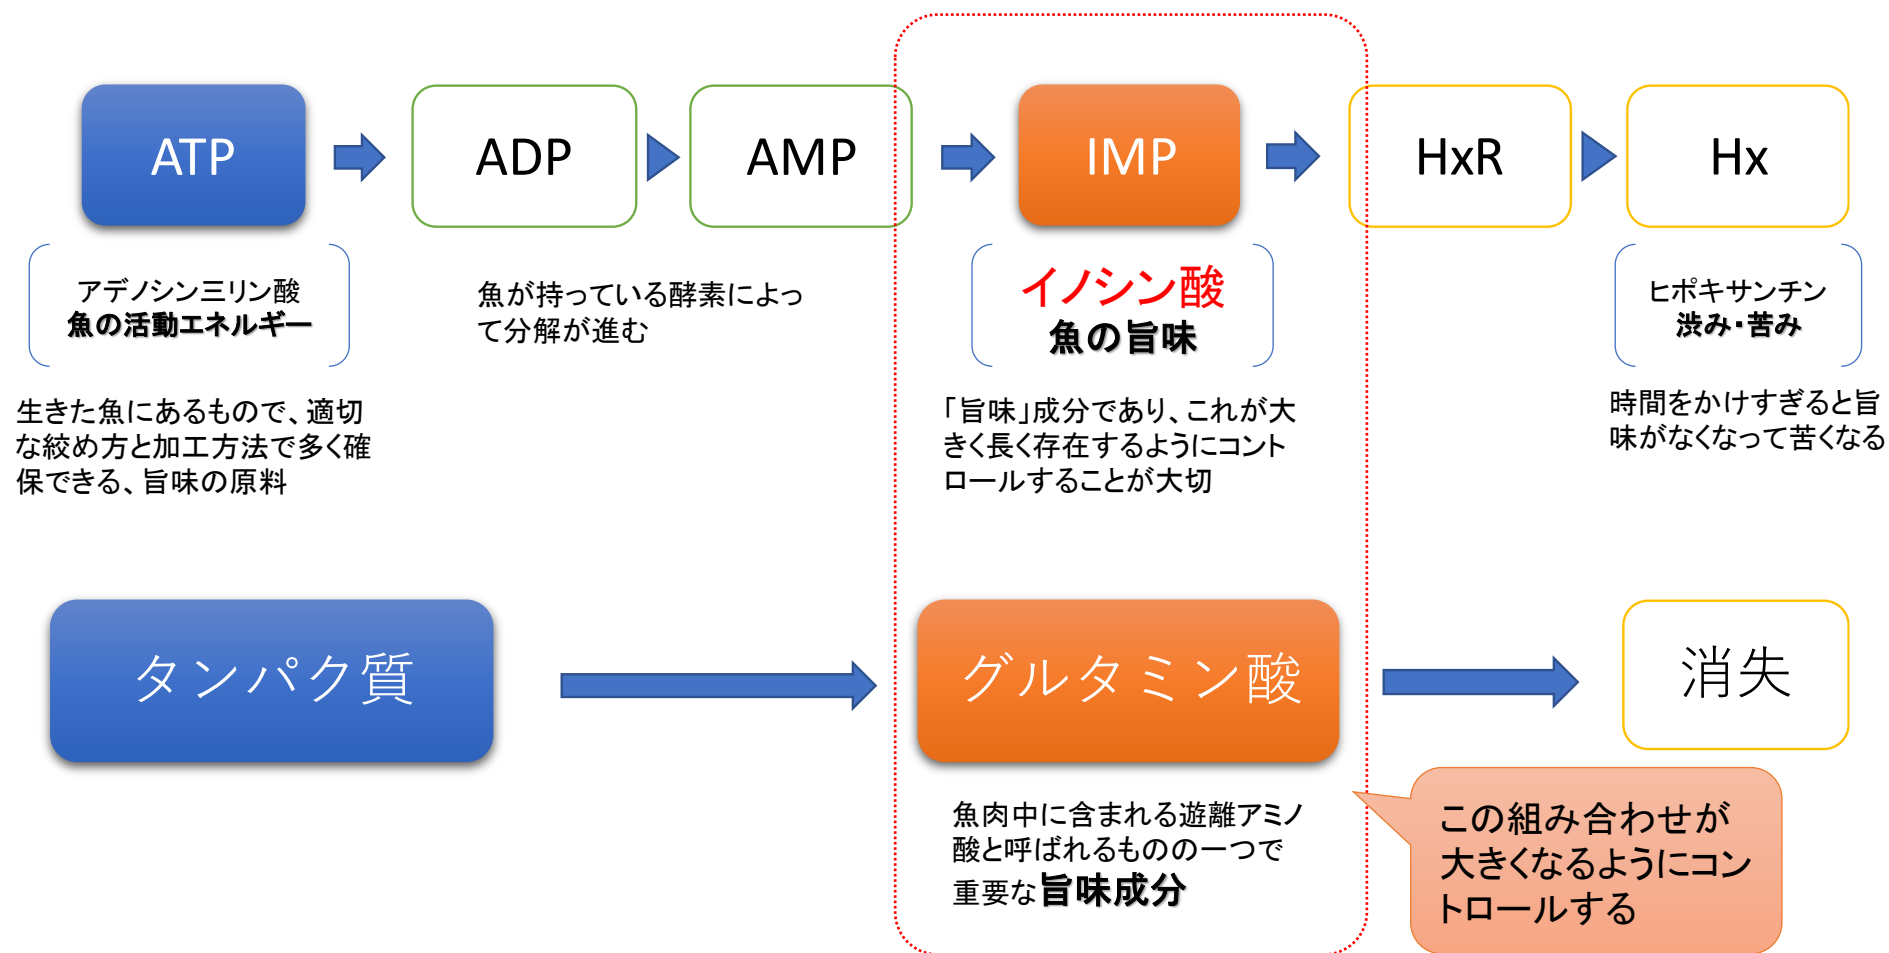 ATP
ADP
AMP
IMP
HxR
Hx
アデノシン三リン酸
魚の活動エネルギー
生きた魚にあるもので、適切
な絞め方と加工方法で多く確
保できる、旨味の原料
魚が持っている酵素によっ
て分解が進む
イノシン酸
魚の旨味
「旨味」成分であり、これが大
きく長く存在するようにコント
ロールすることが大切
ヒポキサンチン
渋み・苦み
時間をかけすぎると旨
味がなくなって苦くなる
タンパク質
グルタミン酸
消失
魚肉中に含まれる遊離アミノ
酸と呼ばれるものの一つで
重要な旨味成分
この組み合わせが
大きくなるようにコン
トロールする